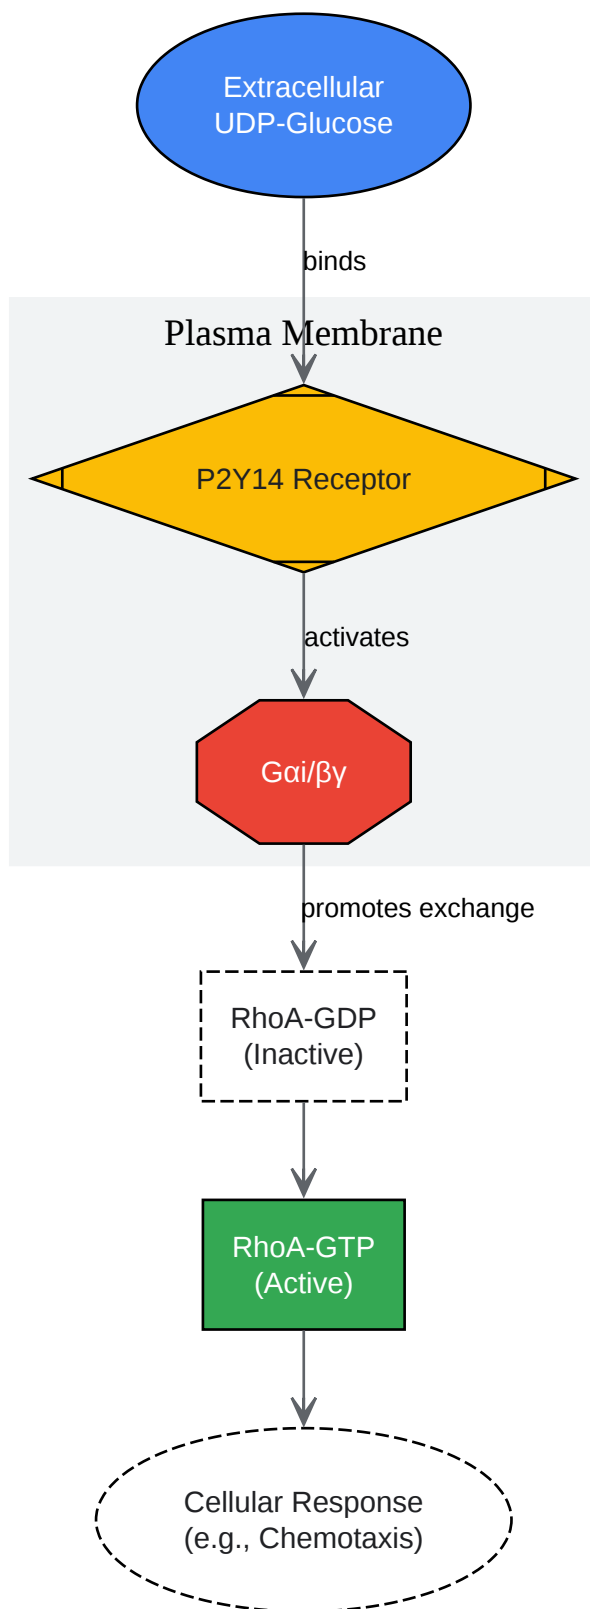 Extracellular
UDP-Glucose
binds
Plasma Membrane
P2Y14 Receptor
activates
Gαi/βγ
promotes exchange
RhoA-GDP
(Inactive)
RhoA-GTP
(Active)
Cellular Response
(e.g., Chemotaxis)